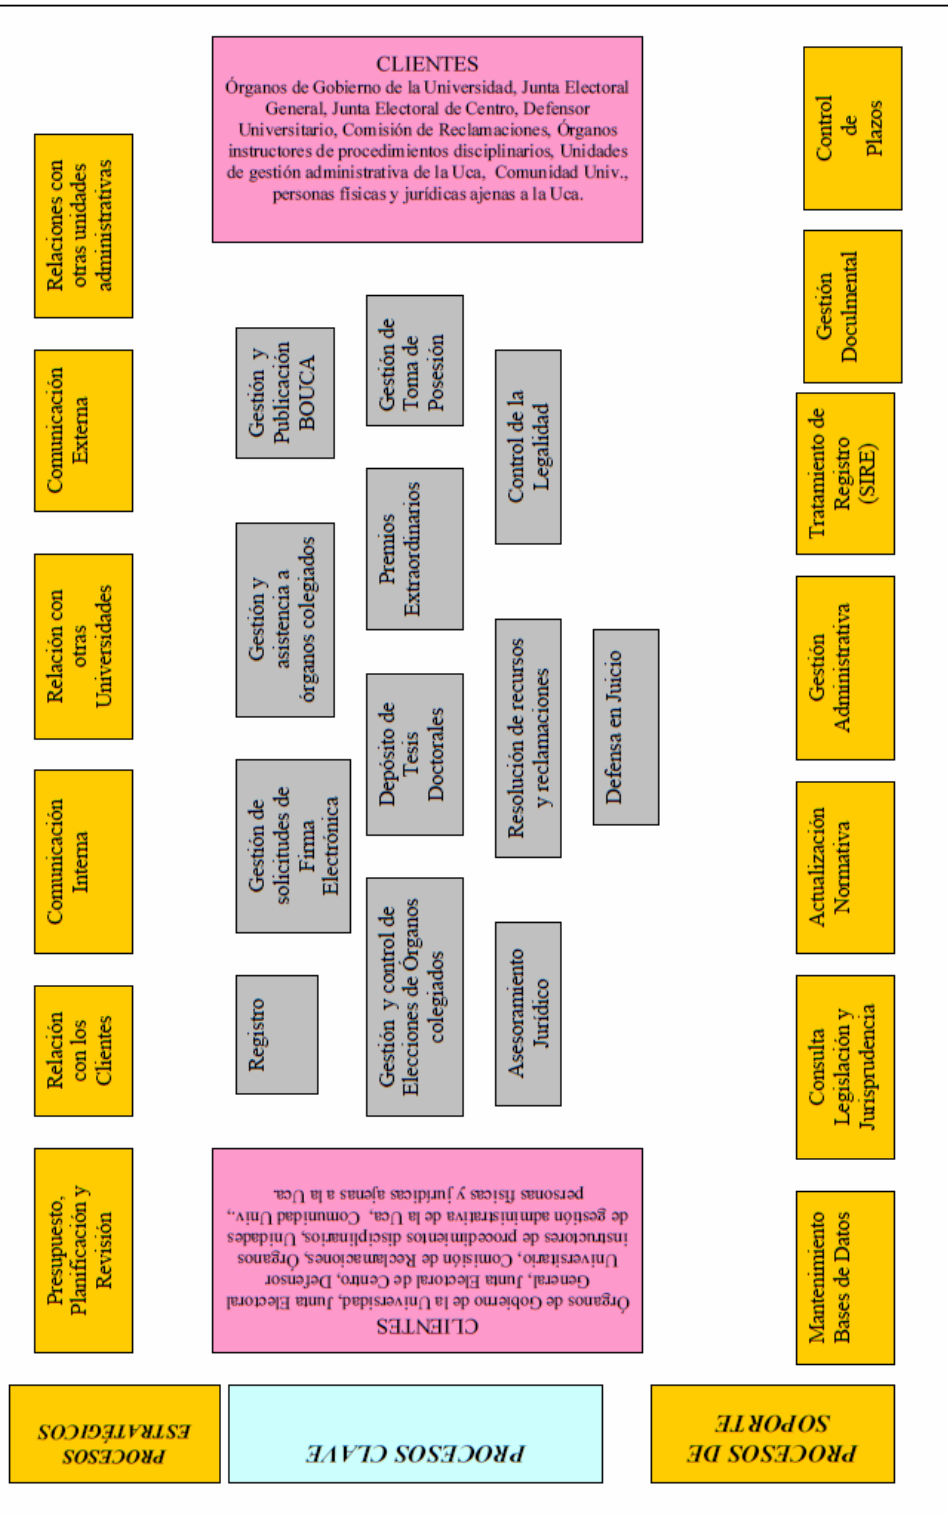 PROCESOS
ESTRATÉGICOS
Presupuesto,
Planificación y
Revisión
Relación
con los
Clientes
Comunicación
Interna
Relación con
otras
Universidades
Comunicación
Externa
Relaciones con
otras unidades
administrativas
PROCESOS CLAVE
CLIENTES
Órganos de Gobierno de la Universidad, Junta Electoral
General, Junta Electoral de Centro, Defensor
Universitario, Comisión de Reclamaciones, Órganos
instructores de procedimientos disciplinarios, Unidades
de gestión administrativa de la Uca, Comunidad Univ.,
personas físicas y jurídicas ajenas a la Uca.
Registro
Gestión de
solicitudes de
Firma
Electrónica
Gestión y
asistencia a
órganos colegiados
Gestión y
Publicación
BOUCA
Gestión y control de
Elecciones de Órganos
colegiados
Depósito de
Tesis
Doctorales
Premios
Extraordinarios
Gestión de
Toma de
Posesión
Asesoramiento
Jurídico
Resolución de recursos
y reclamaciones
Control de la
Legalidad
Defensa en Juicio
CLIENTES
Órganos de Gobierno de la Universidad, Junta Electoral
General, Junta Electoral de Centro, Defensor
Universitario, Comisión de Reclamaciones, Órganos
instructores de procedimientos disciplinarios, Unidades
de gestión administrativa de la Uca, Comunidad Univ.,
personas físicas y jurídicas ajenas a la Uca.
PROCESOS DE
SOPORTE
Mantenimiento
Bases de Datos
Consulta
Legislación y
Jurisprudencia
Actualización
Normativa
Gestión
Administrativa
Tratamiento de
Registro
(SIRE)
Gestión
Doculmental
Control
de
Plazos